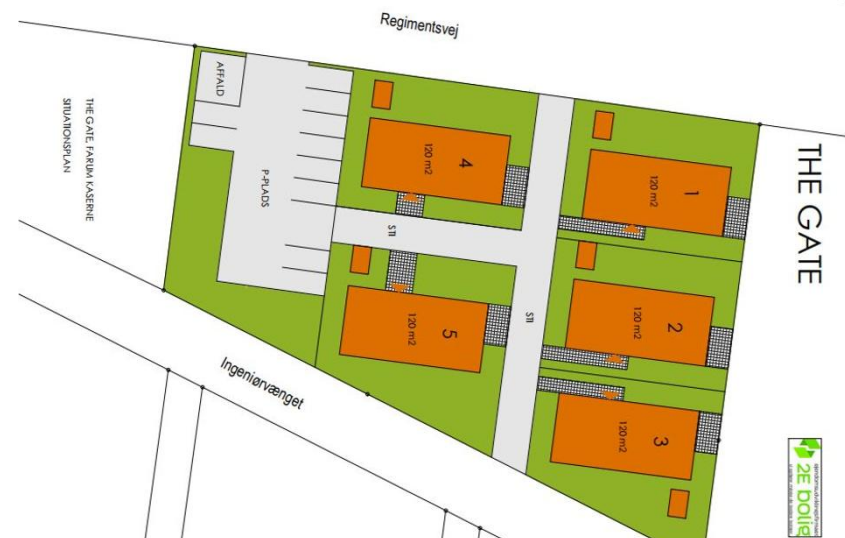 Regimentsvej
THE GATE
THE GATE, FARUM KASERNE
SITUATIONSPLAN
AFFALD
P-PLADS
4
120 m2
1
120 m2
STI
STI
2
120 m2
5
120 m2
3
120 m2
Ingeniørvænget
2E bolig